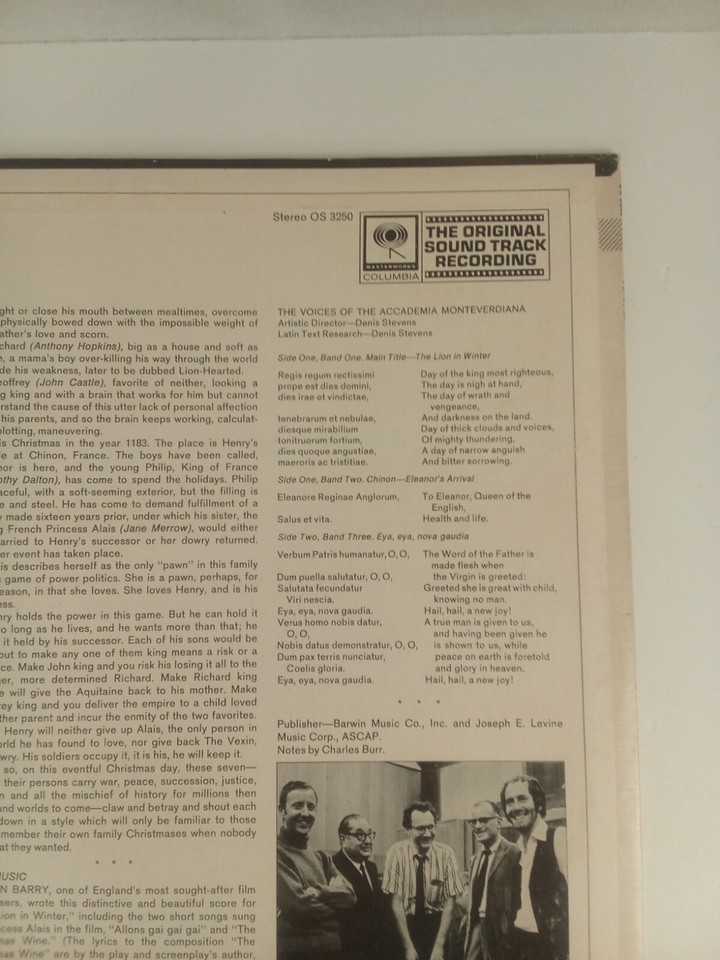 Stereo OS 3250
MASTERWORKS
COLUMBIA
THE ORIGINAL
SOUND TRACK
RECORDING
ght or close his mouth between mealtimes, overcome
physically bowed down with the impossible weight of
ather's love and scorn.
chard (Anthony Hopkins), big as a house and soft as
a mama's boy over-killing his way through the world
de his weakness, later to be dubbed Lion-Hearted.
eoffrey (John Castle), favorite of neither, looking a
g king and with a brain that works for him but cannot
rstand the cause of this utter lack of personal affection
his parents, and so the brain keeps working, calculat-
lotting, maneuvering.
is Christmas in the year 1183. The place is Henry's
e at Chinon, France. The boys have been called,
nor is here, and the young Philip, King of France
othy Dalton), has come to spend the holidays. Philip
aceful, with a soft-seeming exterior, but the filling is
e and steel. He has come to demand fulfillment of a
y made sixteen years prior, under which his sister, the
g French Princess Alais (Jane Merrow), would either
arried to Henry's successor or her dowry returned.
er event has taken place.
is describes herself as the only "pawn" in this family
game of power politics. She is a pawn, perhaps, for
eason, in that she loves. She loves Henry, and is his
ess.
nry holds the power in this game. But he can hold it
o long as he lives, and he wants more than that; he
it held by his successor. Each of his sons would be
out to make any one of them king means a risk or a
ce. Make John king and you risk his losing it all to the
ger, more determined Richard. Make Richard king
e will give the Aquitaine back to his mother. Make
rey king and you deliver the empire to a child loved
ther parent and incur the enmity of the two favorites.
Henry will neither give up Alais, the only person in
orld he has found to love, nor give back The Vexin,
wry. His soldiers occupy it, it is his, he will keep it.
so, on this eventful Christmas day, these seven—
their persons carry war, peace, succession, justice,
n and all the mischief of history for millions then
and worlds to come—claw and betray and shout each
down in a style which will only be familiar to those
member their own family Christmases when nobody
at they wanted.
* * *
USIC
N BARRY, one of England's most sought-after film
sers, wrote this distinctive and beautiful score for
ion in Winter," including the two short songs sung
cess Alais in the film, "Allons gai gai gai" and "The
mas Wine." (The lyrics to the composition "The
mas Wine" are by the play and screenplay's author,
THE VOICES OF THE ACCADEMIA MONTEVERDIANA
Artistic Director—Denis Stevens
Latin Text Research—Denis Stevens
Side One, Band One. Main Title—The Lion in Winter
Regis regum rectissimi Day of the king most righteous,
prope est dies domini, The day is nigh at hand,
dies irae et vindictae, The day of wrath and
vengeance,
tenebrarum et nebulae, And darkness on the land.
diesque mirabilium Day of thick clouds and voices,
tonitruorum fortium, Of mighty thundering,
dies quoque angustiae, A day of narrow anguish
maeroris ac tristitiae. And bitter sorrowing.
Side One, Band Two. Chinon—Eleanor's Arrival
Eleanore Reginae Anglorum, To Eleanor, Queen of the
English,
Salus et vita. Health and life.
Side Two, Band Three. Eya, eya, nova gaudia
Verbum Patris humanatur, O, O, The Word of the Father is
made flesh when
Dum puella salutatur, O, O, the Virgin is greeted:
Salutata fecundatur Greeted she is great with child,
Viri nescia. knowing no man.
Eya, eya, nova gaudia. Hail, hail, a new joy!
Verus homo nobis datur, A true man is given to us,
O, O, and having been given he
Nobis datus demonstratur, O, O, is shown to us, while
Dum pax terris nunciatur, peace on earth is foretold
Coelis gloria. and glory in heaven.
Eya, eya, nova gaudia. Hail, hail, a new joy!
* * *
Publisher—Barwin Music Co., Inc. and Joseph E. Levine
Music Corp., ASCAP.
Notes by Charles Burr.